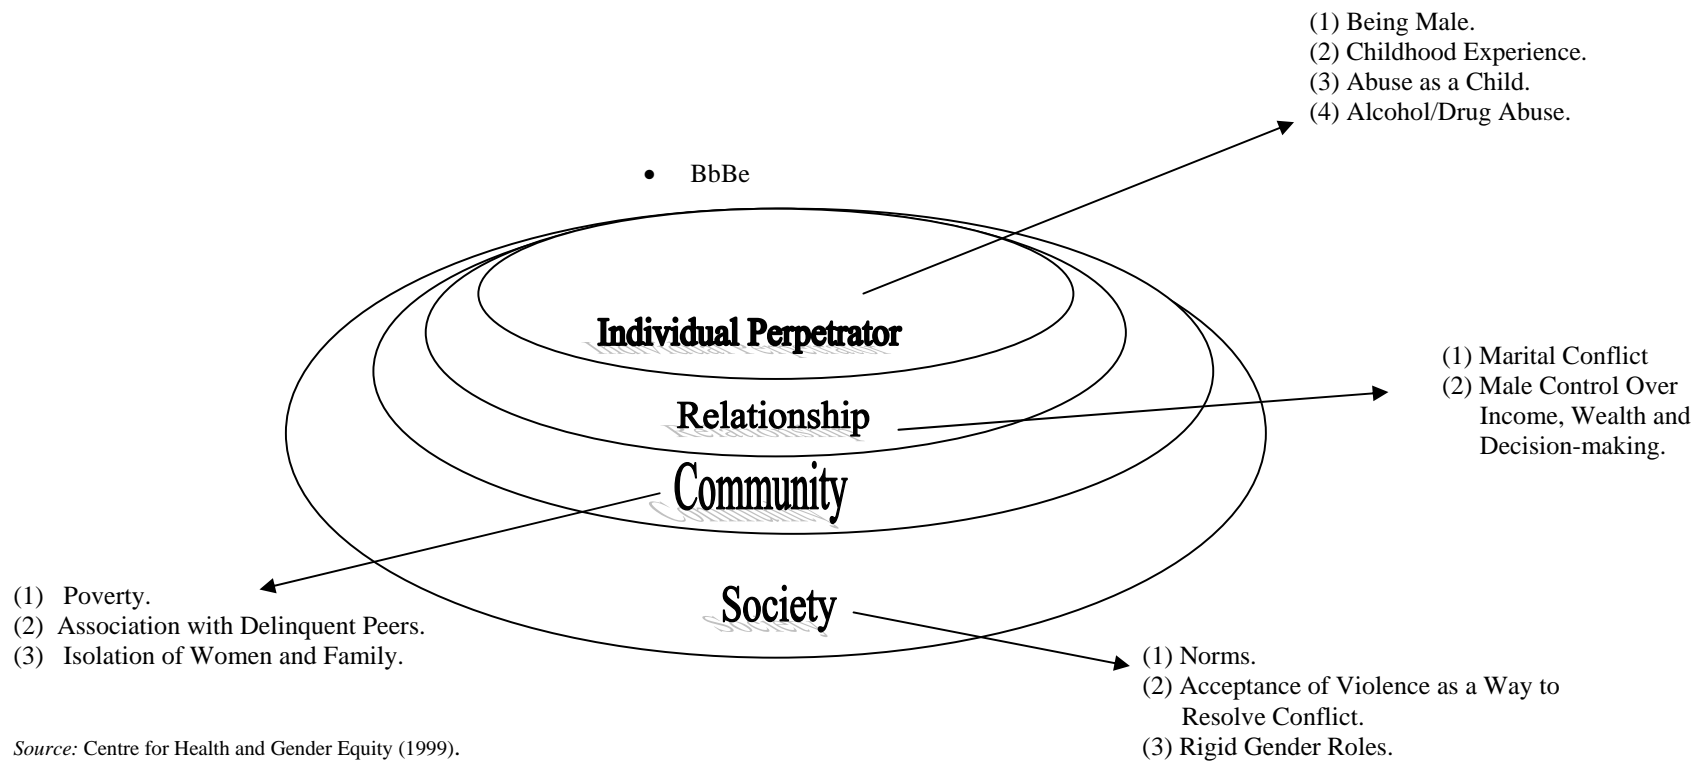 (1) Being Male.
(2) Childhood Experience.
(3) Abuse as a Child.
(4) Alcohol/Drug Abuse.
• BbBe
Individual Perpetrator
Relationship
(1) Marital Conflict
(2) Male Control Over
Income, Wealth and
Decision-making.
Community
(1) Poverty.
(2) Association with Delinquent Peers.
(3) Isolation of Women and Family.
Society
(1) Norms.
(2) Acceptance of Violence as a Way to
Resolve Conflict.
(3) Rigid Gender Roles.
Source: Centre for Health and Gender Equity (1999).